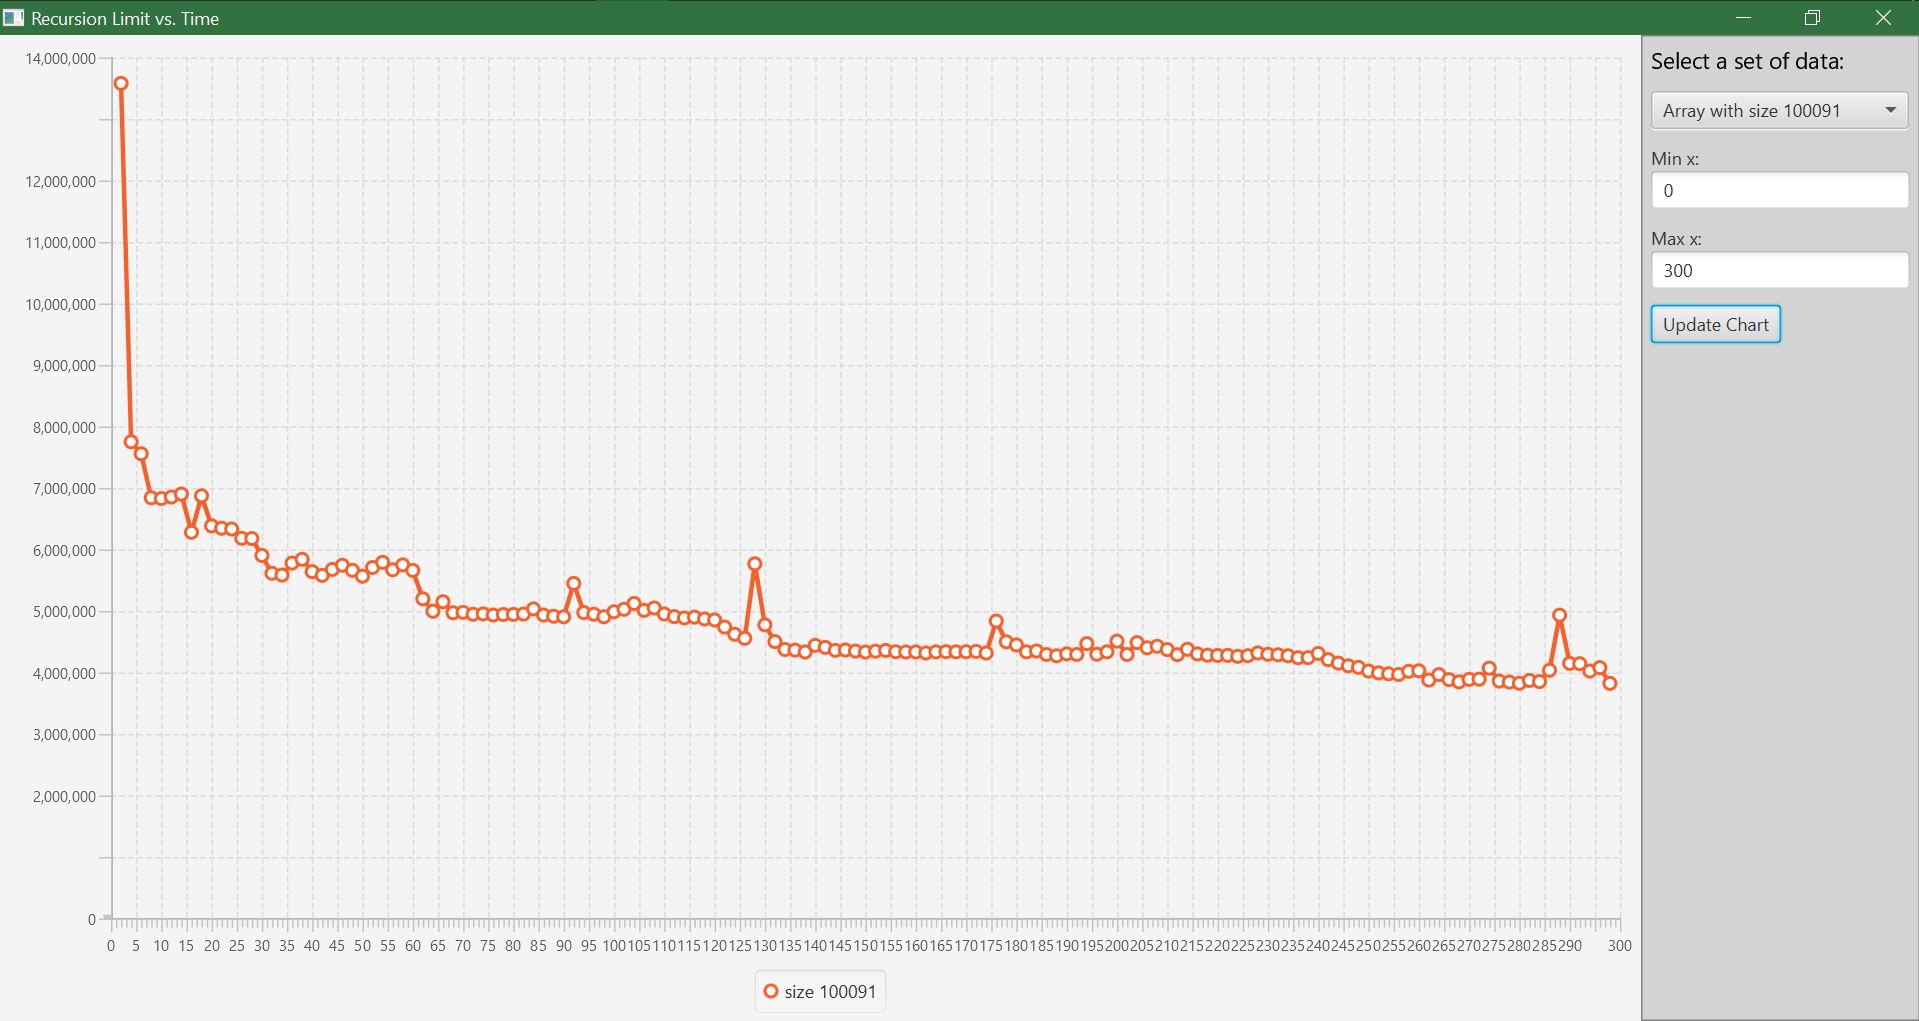 Recursion Limit vs. Time
14,000,000
12,000,000
11,000,000
10,000,000
9,000,000
8,000,000
7,000,000
6,000,000
5,000,000
4,000,000
3,000,000
2,000,000
0
0 5 10 15 20 25 30 35 40 45 50 55 60 65 70 75 80 85 90 95 100 105 110 115 120 125 130 135 140 145 150 155 160 165 170 175 180 185 190 195 200 205 210 215 220 225 230 235 240 245 250 255 260 265 270 275 280 285 290 300
size 100091
Select a set of data:
Array with size 100091
Min x:
0
Max x:
300
Update Chart